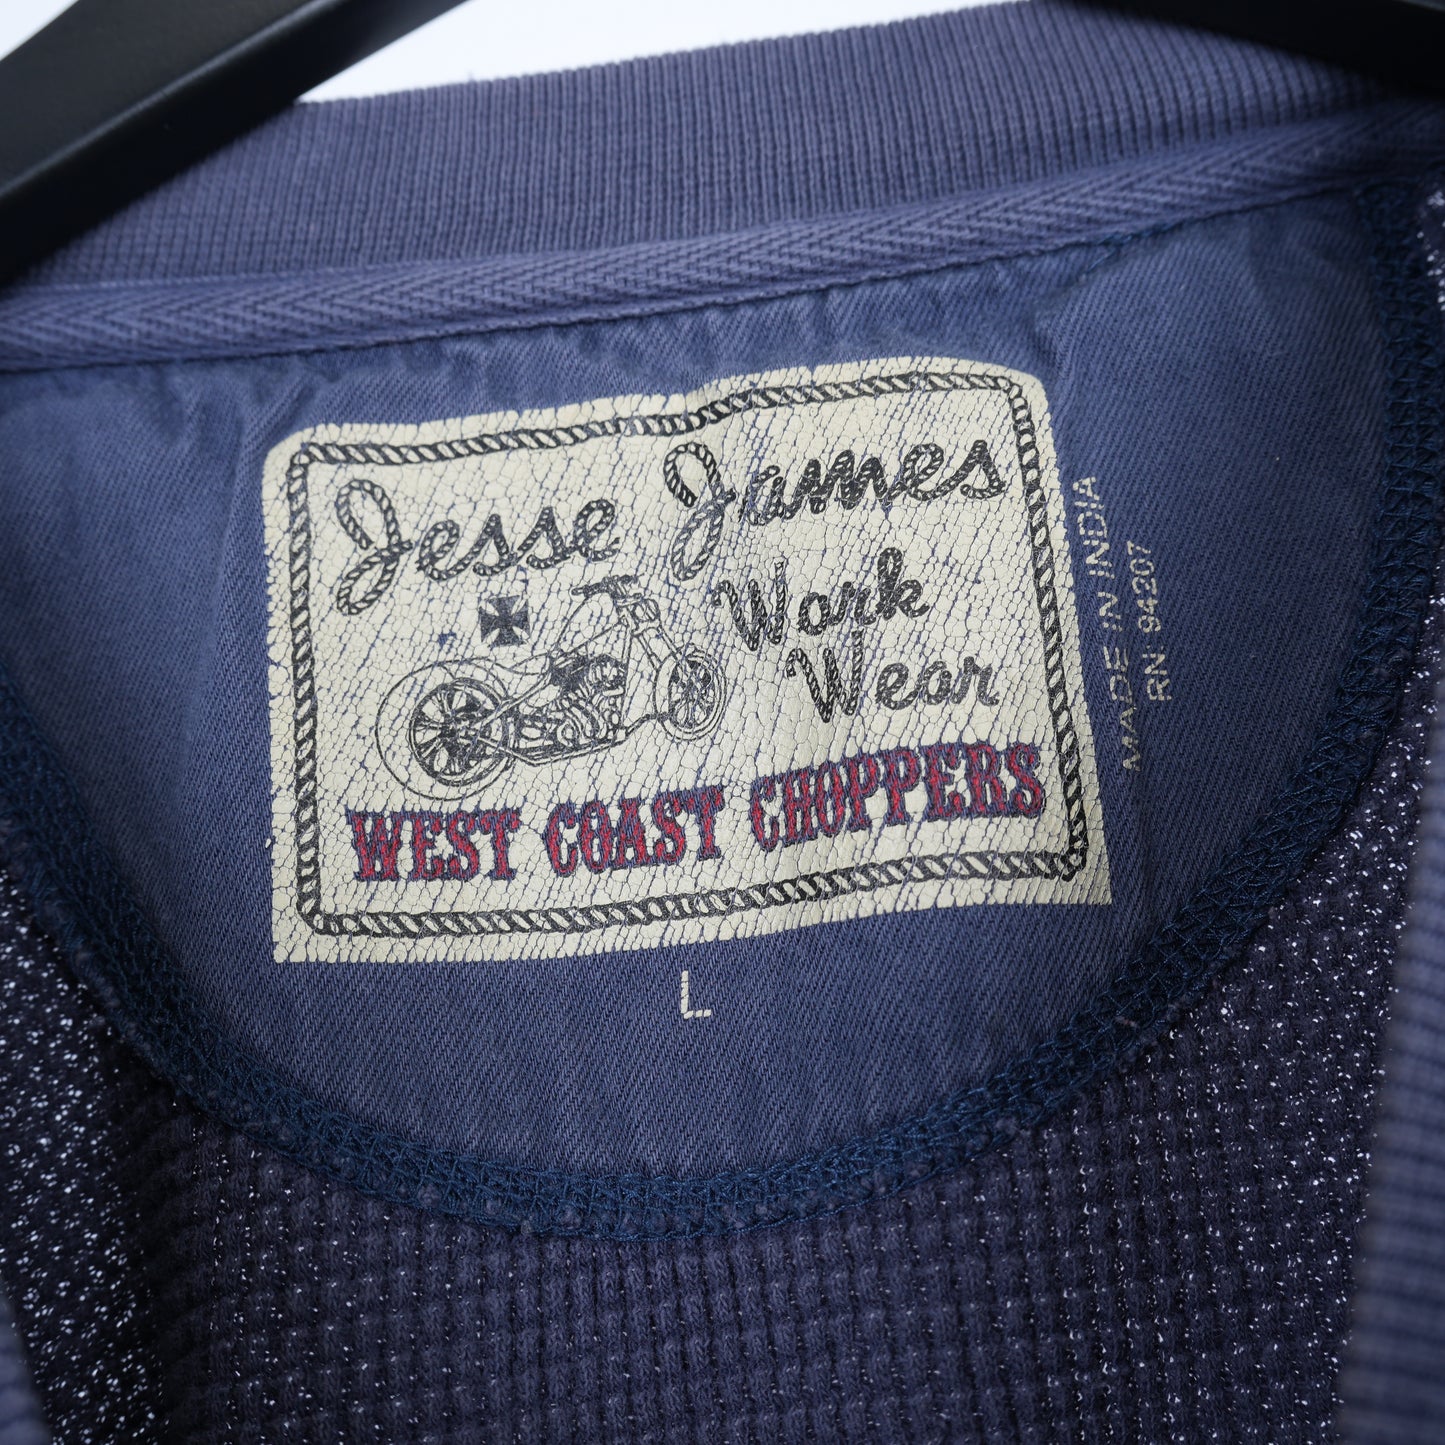 Jesse James
Work
Wear
WEST COAST CHOPPERS
L
MADE IN INDIA
RN 94207